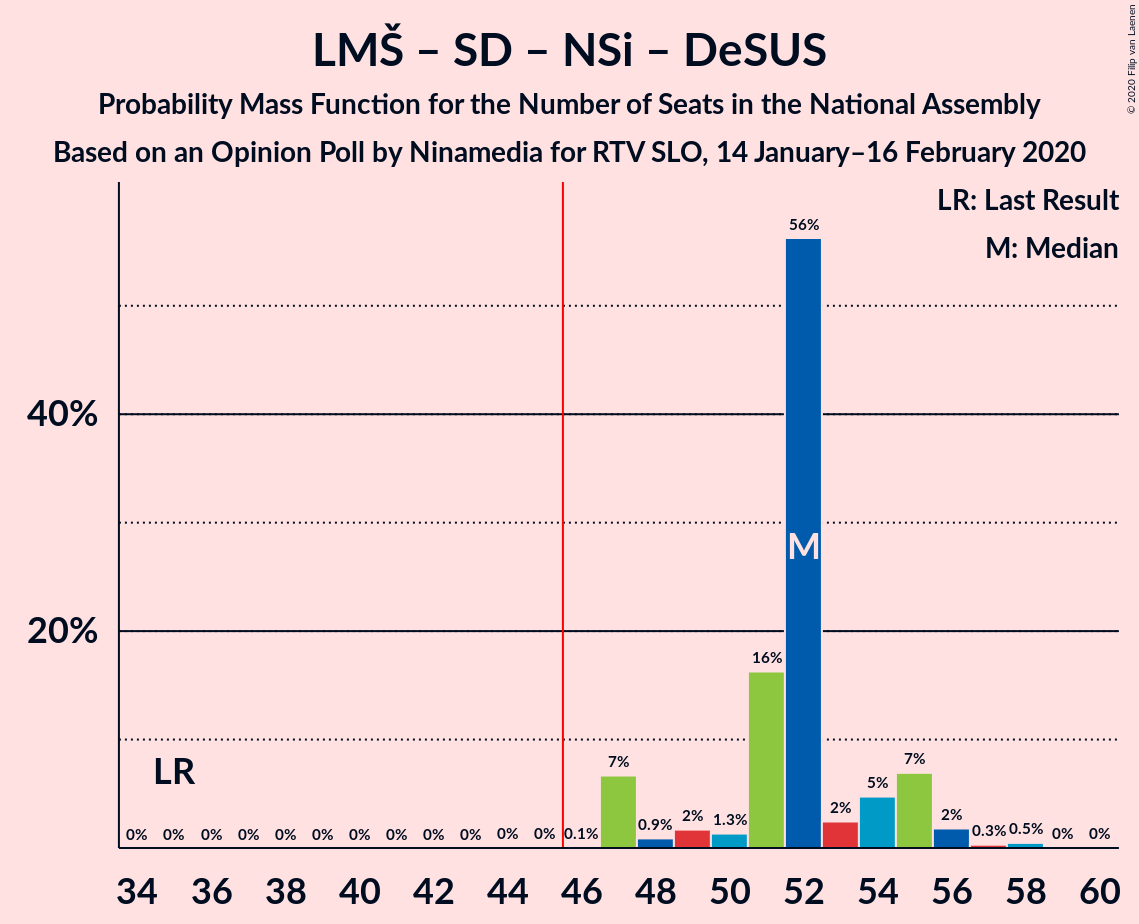 LMŠ – SD – NSi – DeSUS
Probability Mass Function for the Number of Seats in the National Assembly
Based on an Opinion Poll by Ninamedia for RTV SLO, 14 January–16 February 2020
© 2020 Filip van Laenen
LR: Last Result
M: Median
56%
40%
M
20%
16%
LR
0% 0% 0% 0% 0% 0% 0% 0% 0% 0% 0% 0% 0.1% 7% 0.9% 2% 1.3% 2% 5% 7% 2% 0.3% 0.5% 0% 0%
34 36 38 40 42 44 46 48 50 52 54 56 58 60